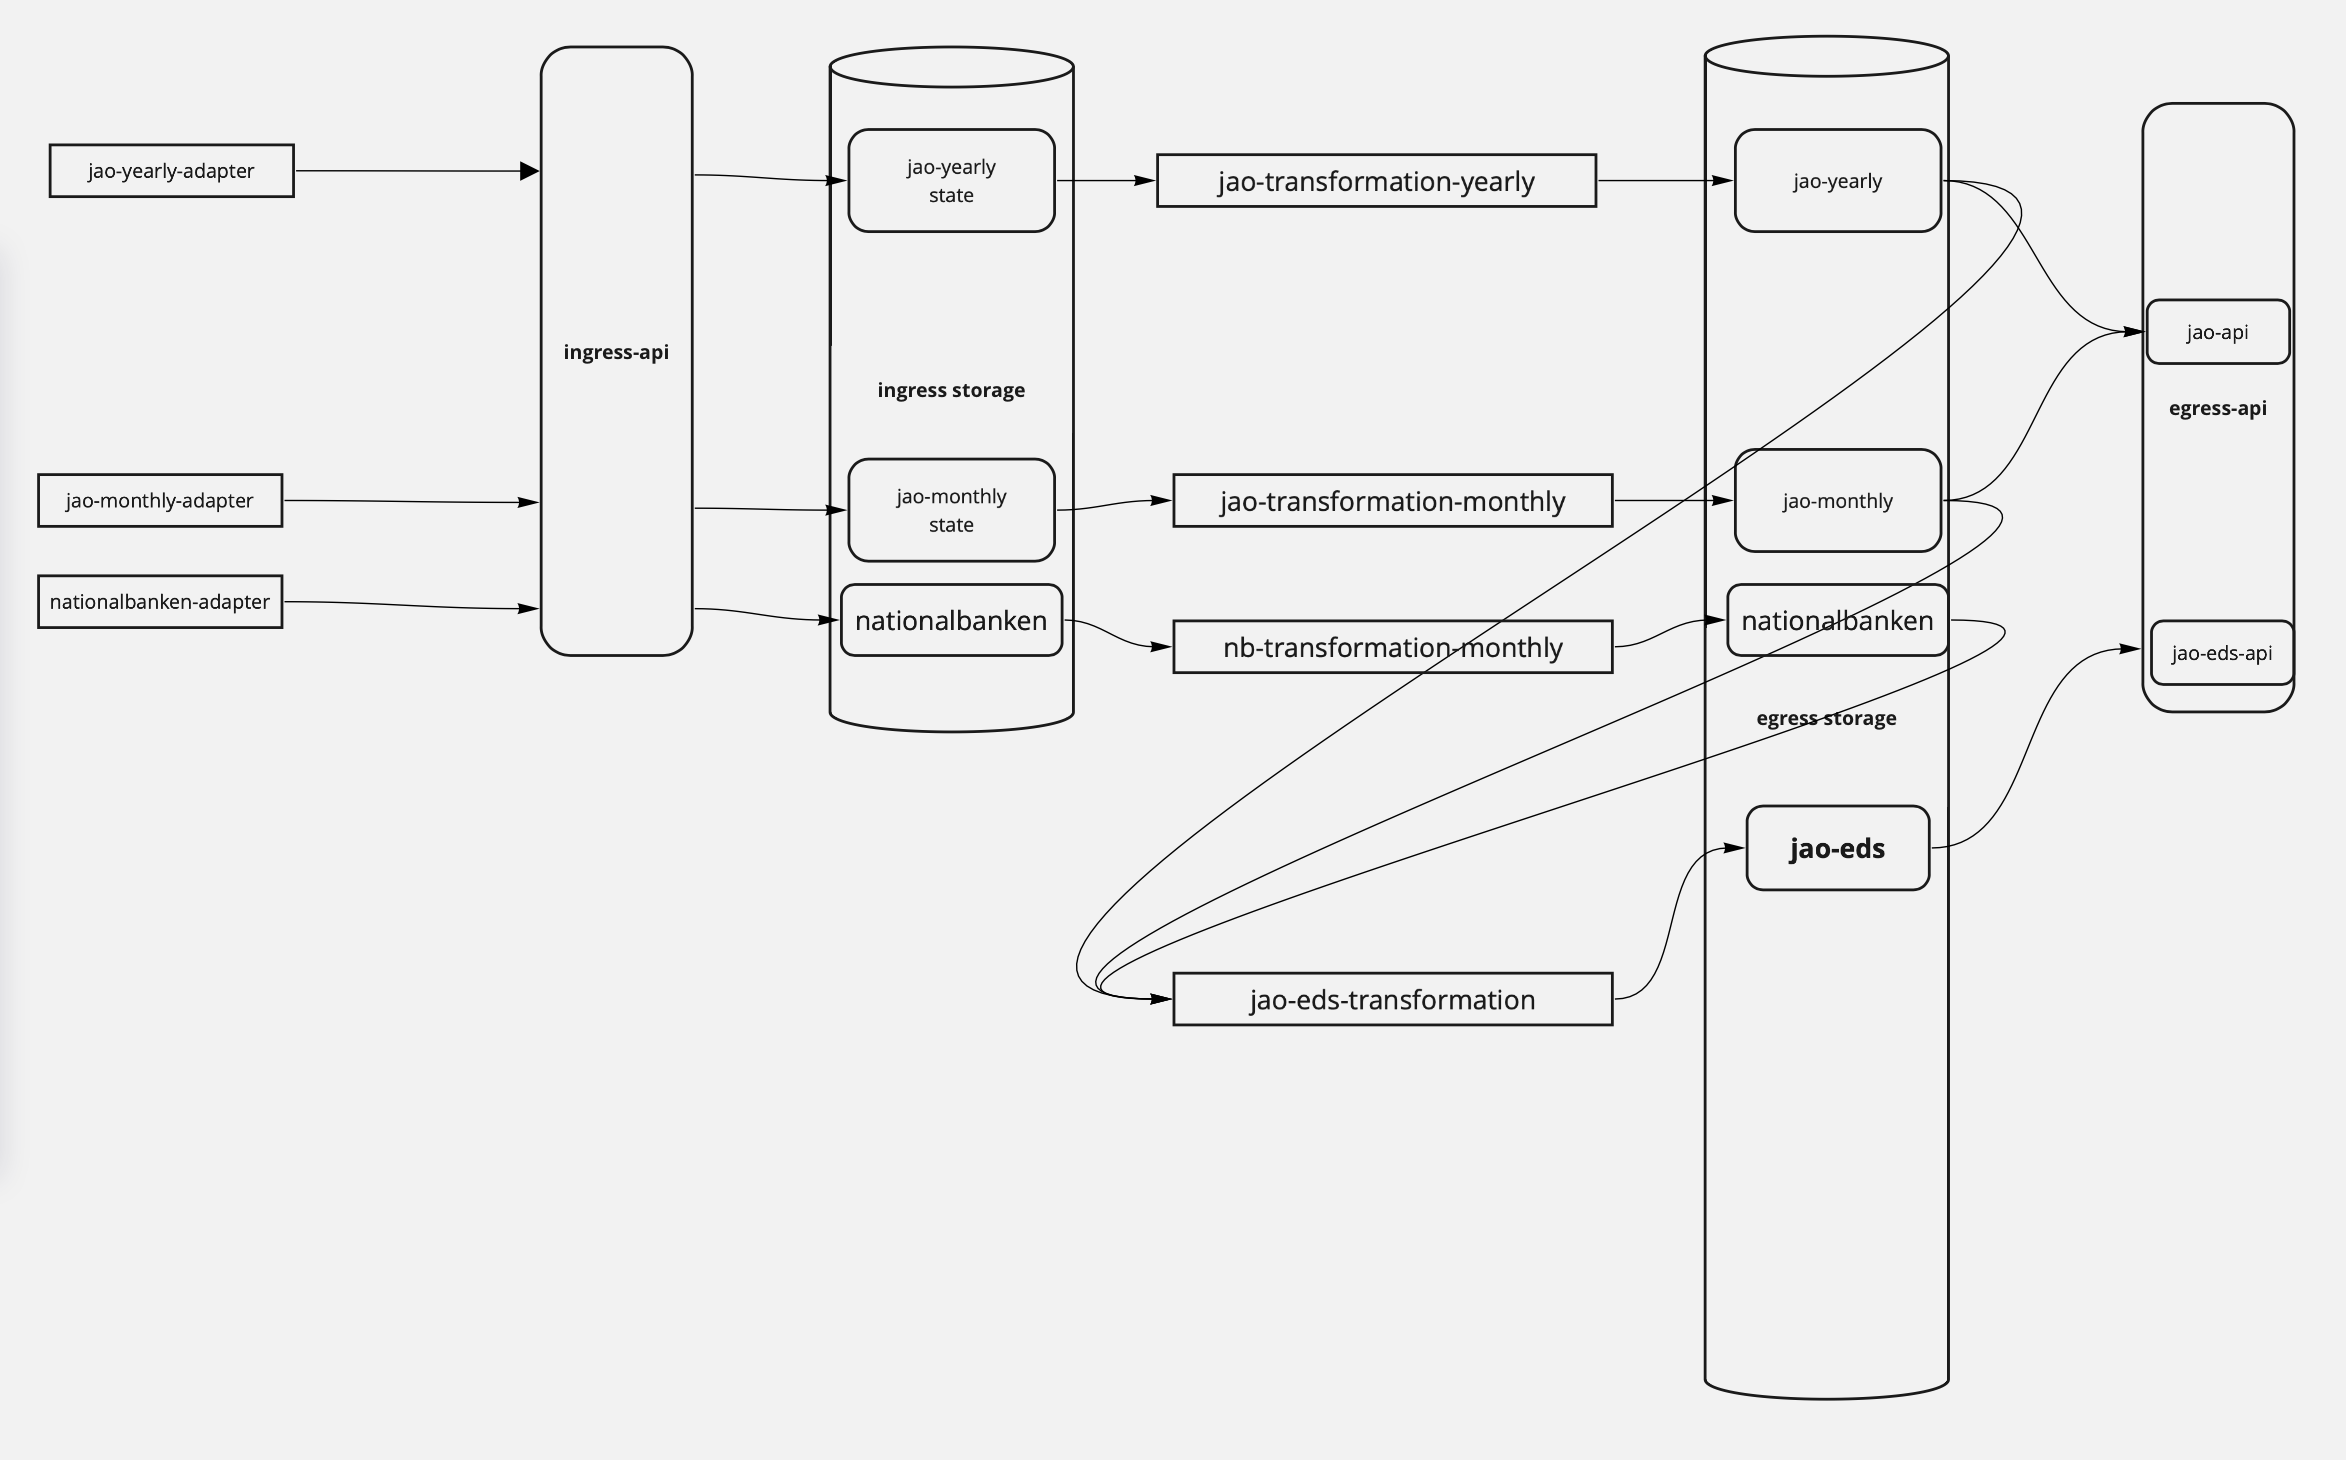 jao-yearly-adapter
jao-monthly-adapter
nationalbanken-adapter
ingress-api
jao-yearly
state
ingress storage
jao-monthly
state
nationalbanken
jao-transformation-yearly
jao-transformation-monthly
nb-transformation-monthly
jao-eds-transformation
jao-yearly
jao-monthly
nationalbanken
egress storage
jao-eds
jao-api
egress-api
jao-eds-api